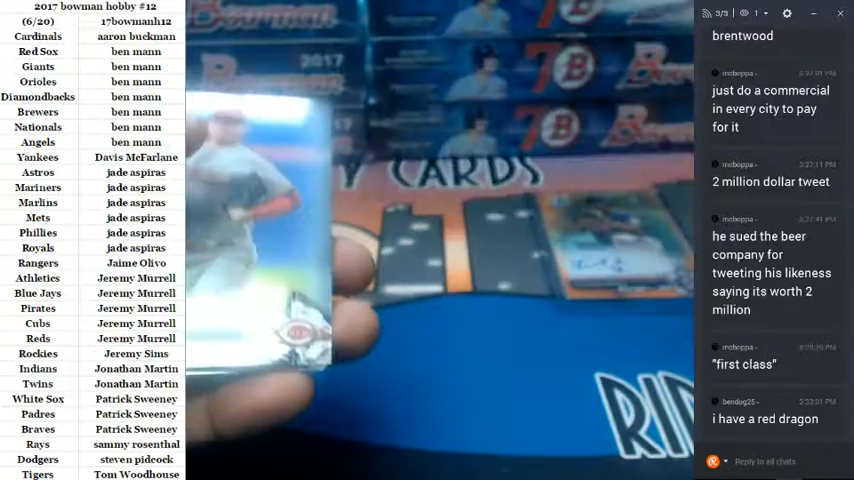 2017 bowman hobby #12
(6/20) 17bowmanh12
Cardinals aaron buckman
Red Sox ben mann
Giants ben mann
Orioles ben mann
Diamondbacks ben mann
Brewers ben mann
Nationals ben mann
Angels ben mann
Yankees Davis McFarlane
Astros jade aspiras
Mariners jade aspiras
Marlins jade aspiras
Mets jade aspiras
Phillies jade aspiras
Royals jade aspiras
Rangers Jaime Olivo
Athletics Jeremy Murrell
Blue Jays Jeremy Murrell
Pirates Jeremy Murrell
Cubs Jeremy Murrell
Reds Jeremy Murrell
Rockies Jeremy Sims
Indians Jonathan Martin
Twins Jonathan Martin
White Sox Patrick Sweeney
Padres Patrick Sweeney
Braves Patrick Sweeney
Rays sammy rosenthal
Dodgers steven pidcock
Tigers Tom Woodhouse
2017
70 B
Bowman
Y CARDS
RI
3/3 1
brentwood
mcboppa -
just do a commercial
in every city to pay
for it
mcboppa -
2 million dollar tweet
mcboppa -
he sued the beer
company for
tweeting his likeness
saying its worth 2
million
mcboppa -
"first class"
bendog25 -
i have a red dragon
Reply to all chats